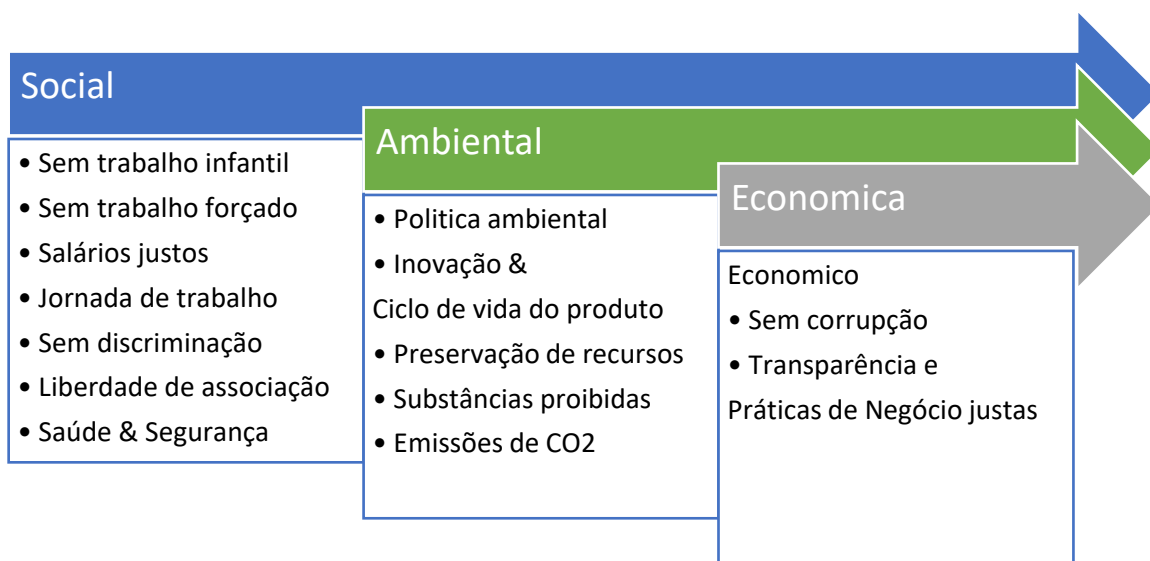 Social
• Sem trabalho infantil
• Sem trabalho forçado
• Salários justos
• Jornada de trabalho
• Sem discriminação
• Liberdade de associação
• Saúde & Segurança
Ambiental
• Politica ambiental
• Inovação &
Ciclo de vida do produto
• Preservação de recursos
• Substâncias proibidas
• Emissões de CO2
Economica
Economico
• Sem corrupção
• Transparência e
Práticas de Negócio justas